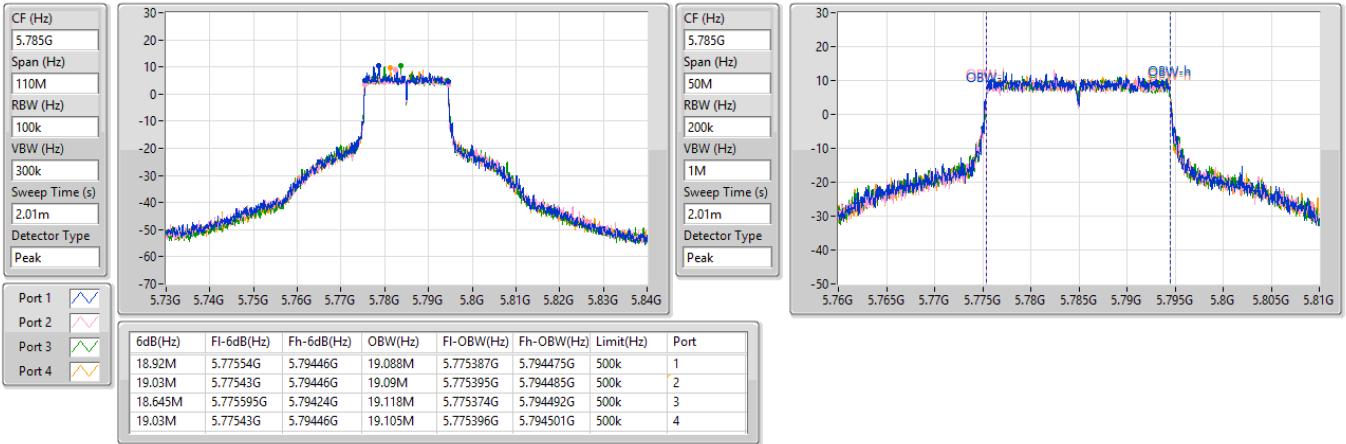 CF (Hz)
5.785G
Span (Hz)
110M
RBW (Hz)
100k
VBW (Hz)
300k
Sweep Time (s)
2.01m
Detector Type
Peak
30
20
10
0
-10
-20
-30
-40
-50
-60
-70
5.73G 5.74G 5.75G 5.76G 5.77G 5.78G 5.79G 5.8G 5.81G 5.82G 5.83G 5.84G
CF (Hz)
5.785G
Span (Hz)
50M
RBW (Hz)
200k
VBW (Hz)
1M
Sweep Time (s)
2.01m
Detector Type
Peak
30
20
10
0
-10
-20
-30
-40
-50
OBW-l OBW-h
5.76G 5.765G 5.77G 5.775G 5.78G 5.785G 5.79G 5.795G 5.8G 5.805G 5.81G
Port 1
Port 2
Port 3
Port 4
6dB(Hz) Fl-6dB(Hz) Fh-6dB(Hz) OBW(Hz) Fl-OBW(Hz) Fh-OBW(Hz) Limit(Hz) Port
18.92M 5.77554G 5.79446G 19.088M 5.775387G 5.794475G 500k 1
19.03M 5.77543G 5.79446G 19.09M 5.775395G 5.794485G 500k 2
18.645M 5.775595G 5.79424G 19.118M 5.775374G 5.794492G 500k 3
19.03M 5.77543G 5.79446G 19.105M 5.775396G 5.794501G 500k 4